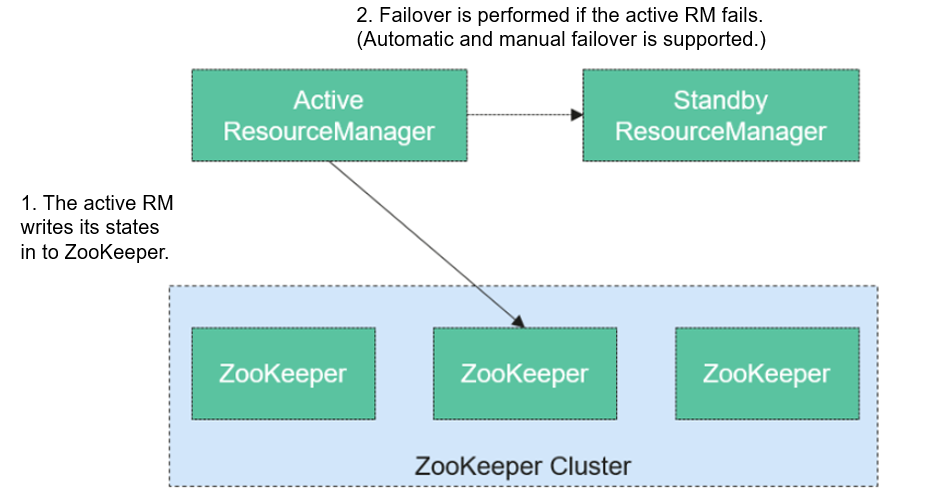 2. Failover is performed if the active RM fails.
(Automatic and manual failover is supported.)
Active
ResourceManager
Standby
ResourceManager
1. The active RM
writes its states
in to ZooKeeper.
ZooKeeper
ZooKeeper
ZooKeeper
ZooKeeper Cluster